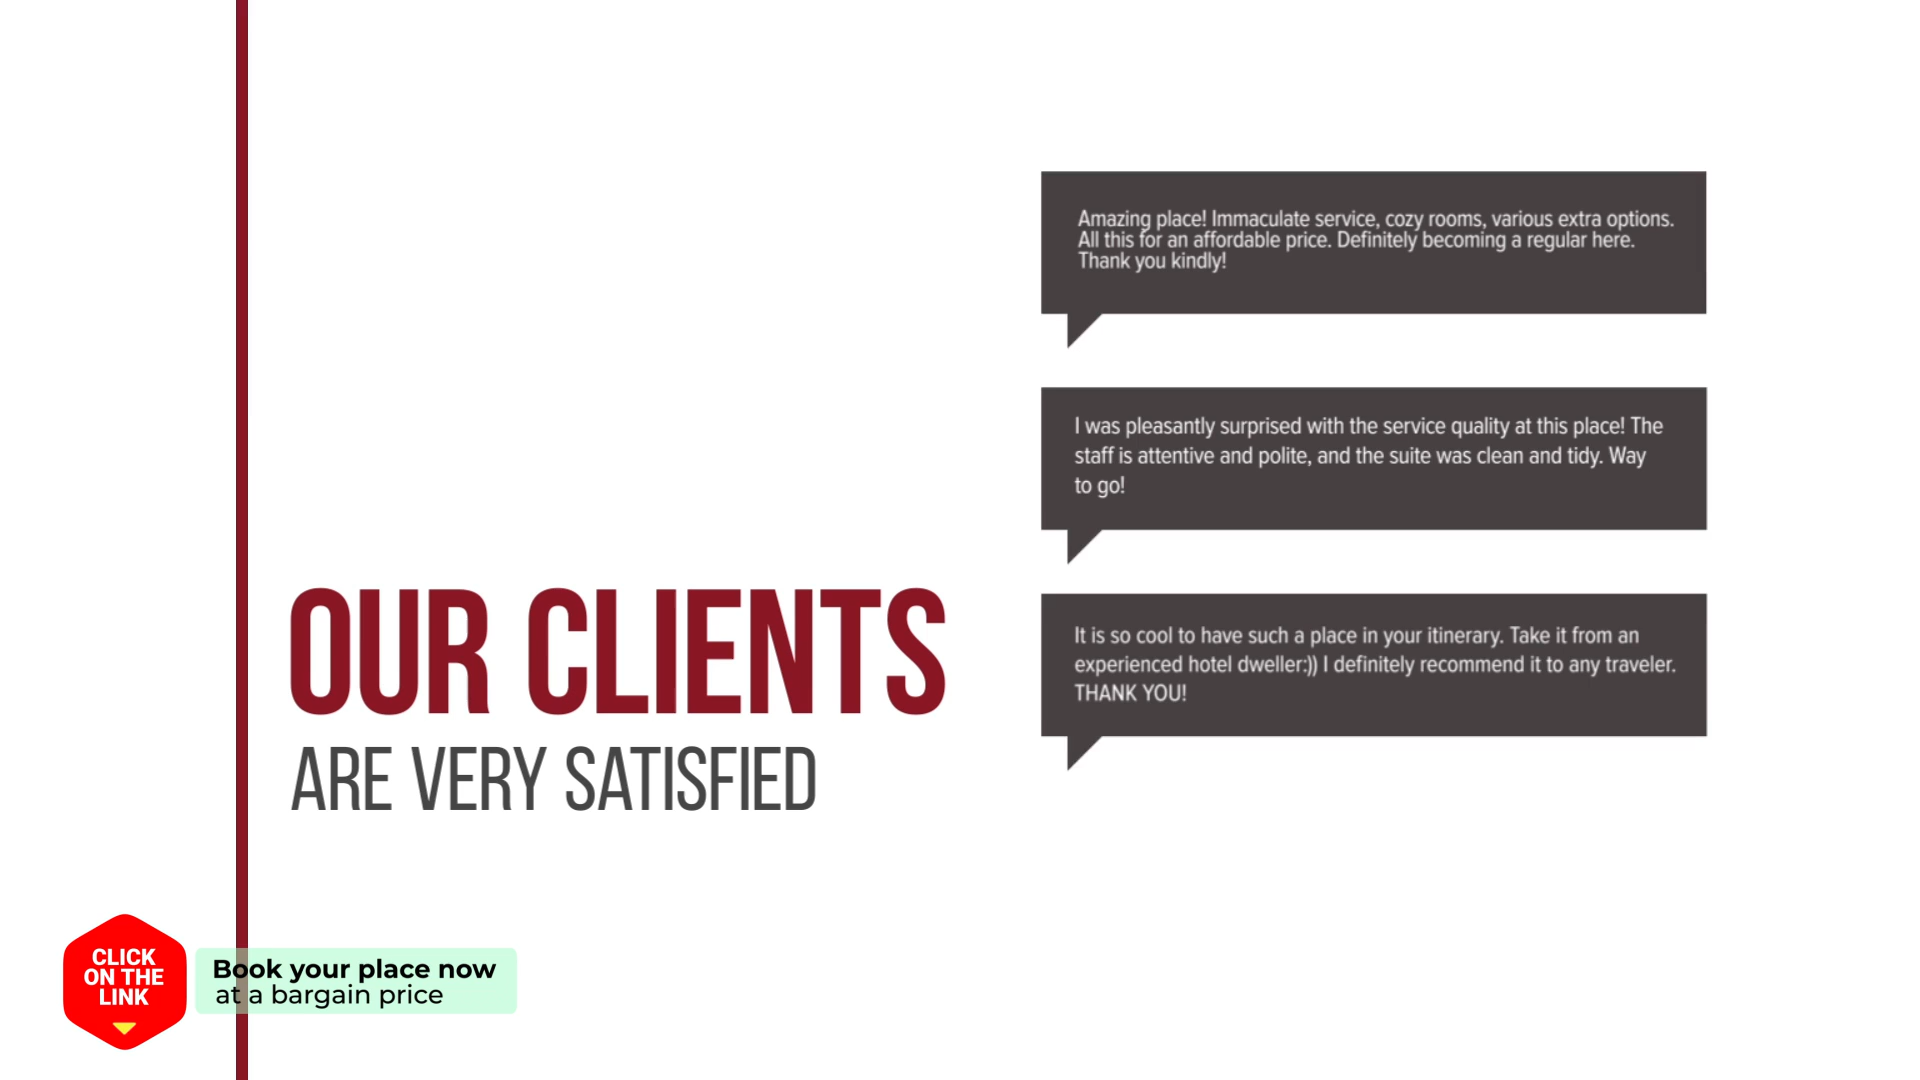 OUR CLIENTS
ARE VERY SATISFIED
Amazing place! Immaculate service, cozy rooms, various extra options.
All this for an affordable price. Definitely becoming a regular here.
Thank you kindly!
I was pleasantly surprised with the service quality at this place! The
staff is attentive and polite, and the suite was clean and tidy. Way
to go!
It is so cool to have such a place in your itinerary. Take it from an
experienced hotel dweller:)) I definitely recommend it to any traveler.
THANK YOU!
CLICK
ON THE
LINK
Book your place now
at a bargain price